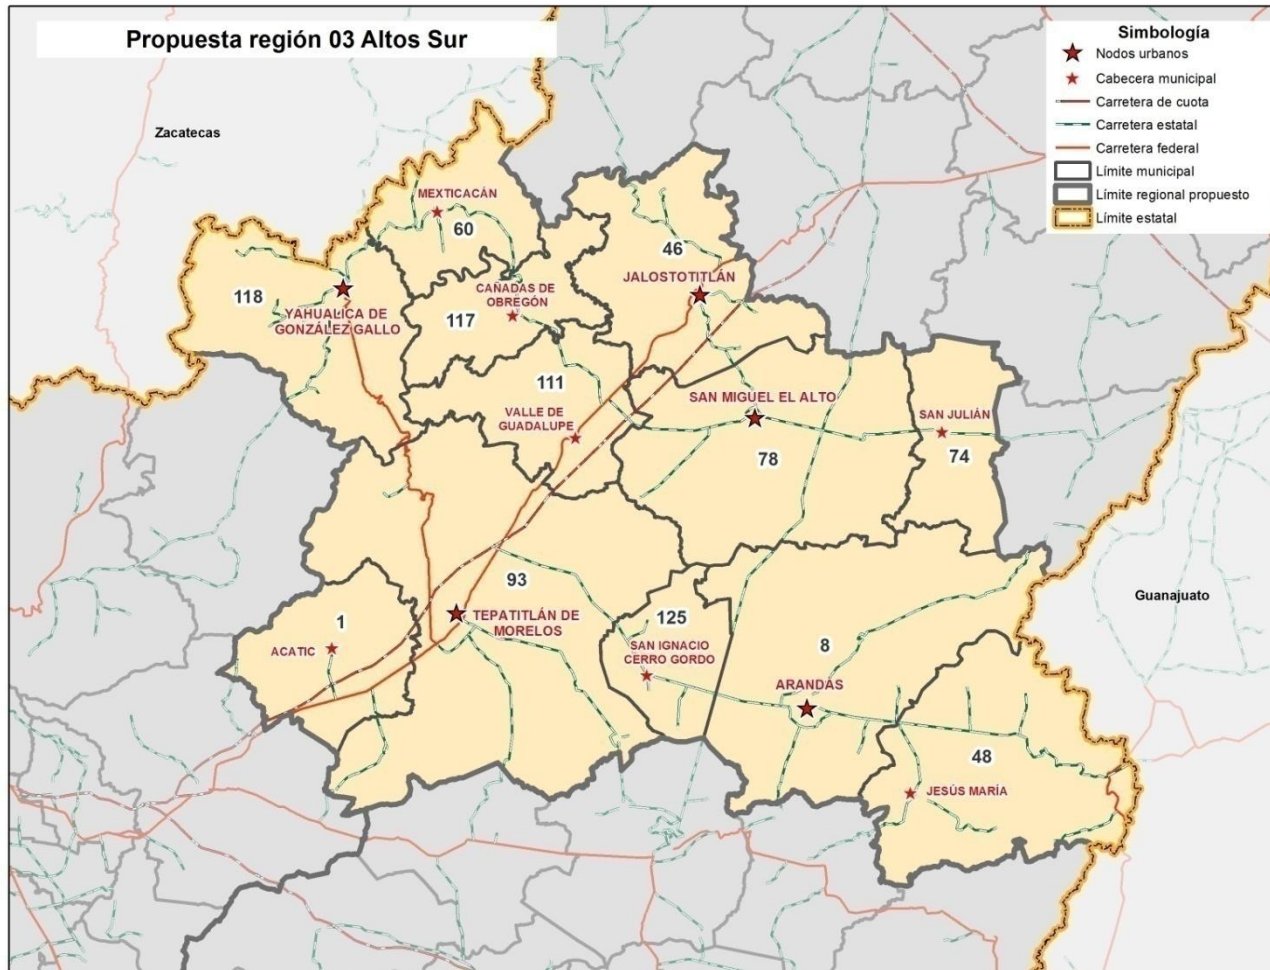 Propuesta región 03 Altos Sur
Simbología
Nodos urbanos
Cabecera municipal
Carretera de cuota
Carretera estatal
Carretera federal
Límite municipal
Límite regional propuesto
Límite estatal
Zacatecas
MEXTICACÁN
60
46
JALOSTOTITLÁN
118
YAHUALICA DE
GONZÁLEZ GALLO
CAÑADAS DE
OBREGÓN
117
111
VALLE DE
GUADALUPE
SAN MIGUEL EL ALTO
78
SAN JULIÁN
74
93
TEPATITLÁN DE
MORELOS
1
ACATIC
125
SAN IGNACIO
CERRO GORDO
8
ARANDAS
Guanajuato
48
JESÚS MARÍA